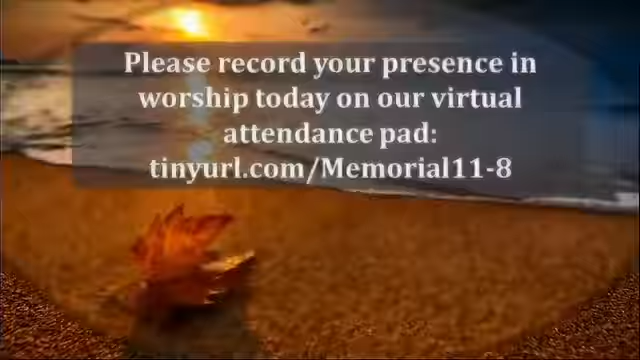 Please record your presence in
worship today on our virtual
attendance pad:
tinyurl.com/Memorial11-8